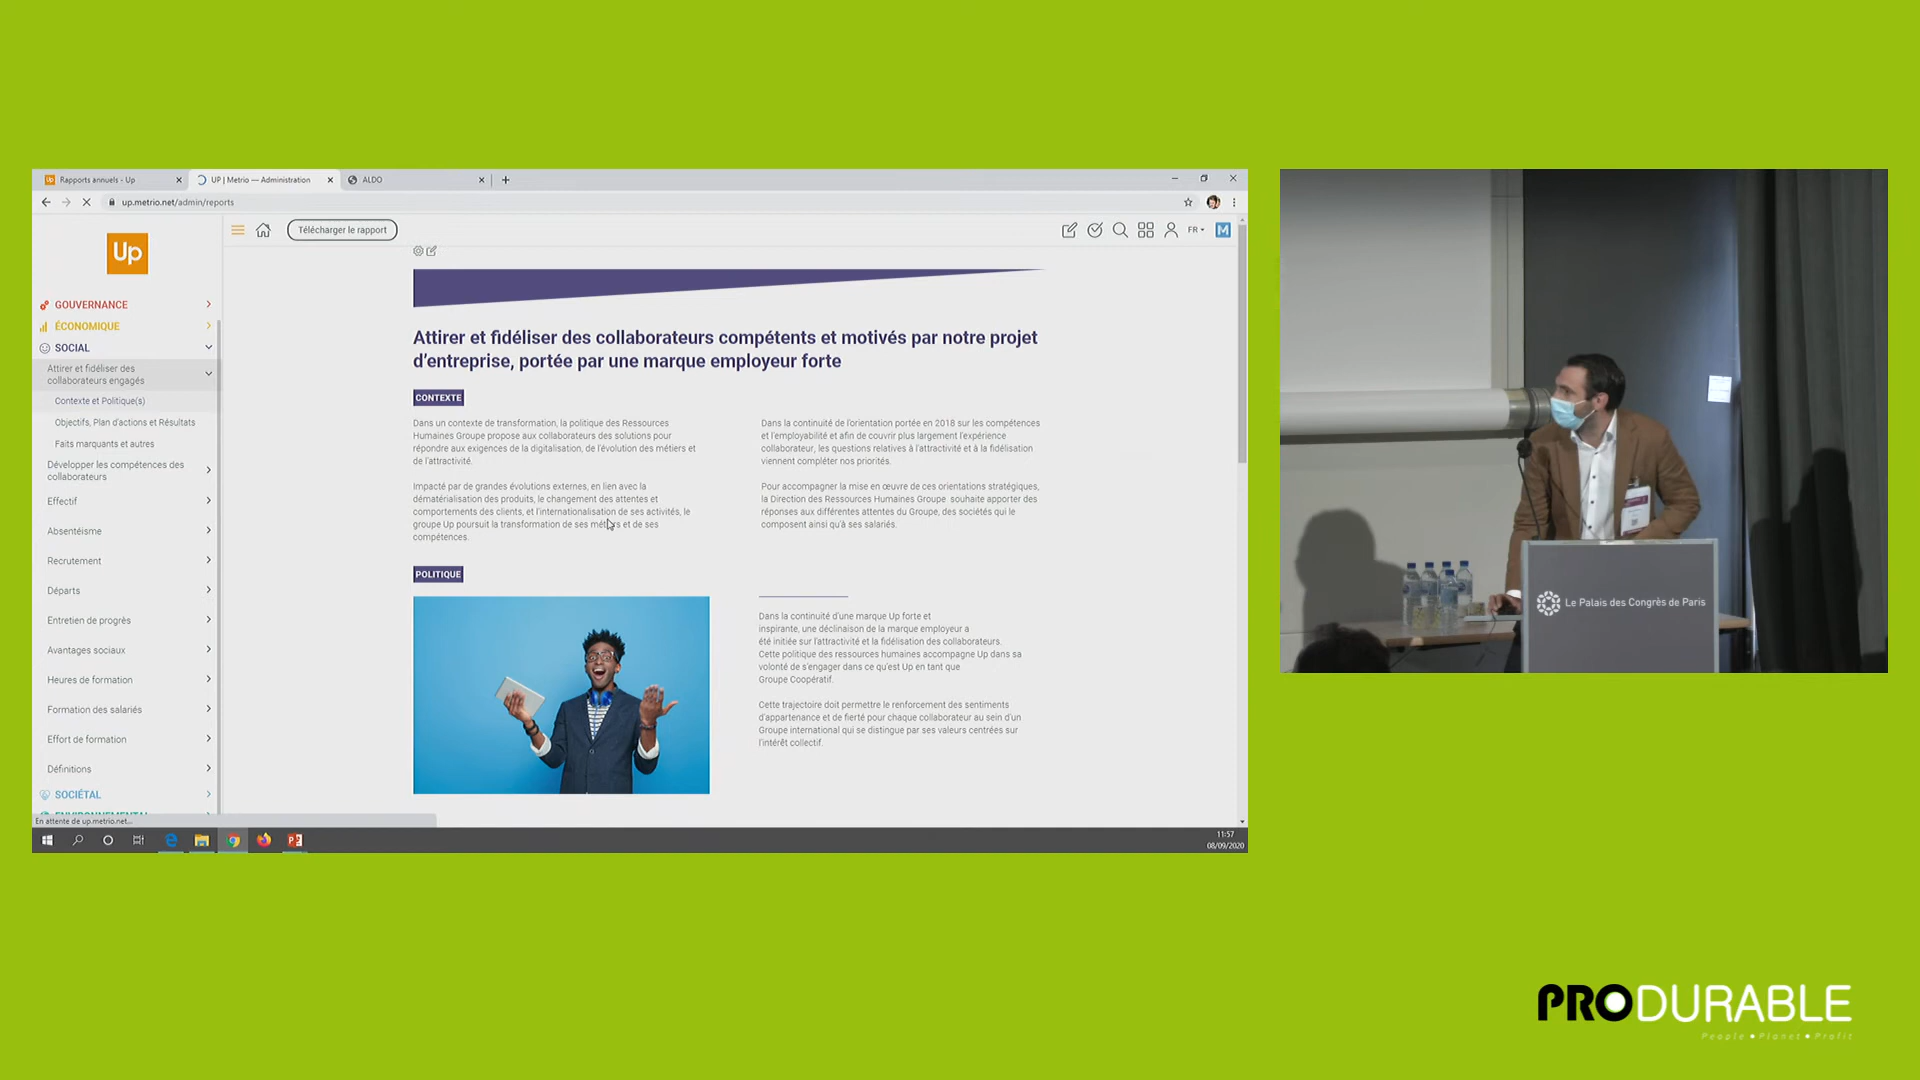 Rapports annuels - Up
UP | Metrio — Administration
ALDO
up.metrio.net/admin/reports
Up
Télécharger le rapport
FR
M
GOUVERNANCE
ÉCONOMIQUE
SOCIAL
Attirer et fidéliser des
collaborateurs engagés
Contexte et Politique(s)
Objectifs, Plan d'actions et Résultats
Faits marquants et autres
Développer les compétences des
collaborateurs
Effectif
Absentéisme
Recrutement
Départs
Entretien de progrès
Avantages sociaux
Heures de formation
Formation des salariés
Effort de formation
Définitions
SOCIÉTAL
ENVIRONNEMENTAL
En attente de up.metrio.net...
Attirer et fidéliser des collaborateurs compétents et motivés par notre projet
d’entreprise, portée par une marque employeur forte
CONTEXTE
Dans un contexte de transformation, la politique des Ressources
Humaines Groupe propose aux collaborateurs des solutions pour
répondre aux exigences de la digitalisation, de l'évolution des métiers et
de l'attractivité.
Impacté par de grandes évolutions externes, en lien avec la
dématérialisation des produits, le changement des attentes et
comportements des clients, et l'internationalisation de ses activités, le
groupe Up poursuit la transformation de ses métiers et de ses
compétences.
Dans la continuité de l'orientation portée en 2018 sur les compétences
et l'employabilité et afin de couvrir plus largement l'expérience
collaborateur, les questions relatives à l'attractivité et à la fidélisation
viennent compléter nos priorités.
Pour accompagner la mise en œuvre de ces orientations stratégiques,
la Direction des Ressources Humaines Groupe souhaite apporter des
réponses aux différentes attentes du Groupe, des sociétés qui le
composent ainsi qu'à ses salariés.
POLITIQUE
Dans la continuité d'une marque Up forte et
inspirante, une déclinaison de la marque employeur a
été initiée sur l'attractivité et la fidélisation des collaborateurs.
Cette politique des ressources humaines accompagne Up dans sa
volonté de s'engager dans ce qu'est Up en tant que
Groupe Coopératif.
Cette trajectoire doit permettre le renforcement des sentiments
d'appartenance et de fierté pour chaque collaborateur au sein d'un
Groupe international qui se distingue par ses valeurs centrées sur
l'intérêt collectif.
11:57
08/09/2020
Le Palais des Congrès de Paris
PRODURABLE
People • Planet • Profit